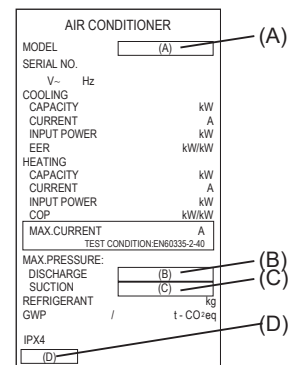 AIR CONDITIONER
MODEL (A) (A)
SERIAL NO.
V~ Hz
COOLING
CAPACITY kW
CURRENT A
INPUT POWER kW
EER kW/kW
HEATING
CAPACITY kW
CURRENT A
INPUT POWER kW
COP kW/kW
MAX.CURRENT A
TEST CONDITION:EN60335-2-40
MAX.PRESSURE:
DISCHARGE (B) (B)
SUCTION (C) (C)
REFRIGERANT kg
GWP / t - CO2eq
(D)
IPX4
(D)